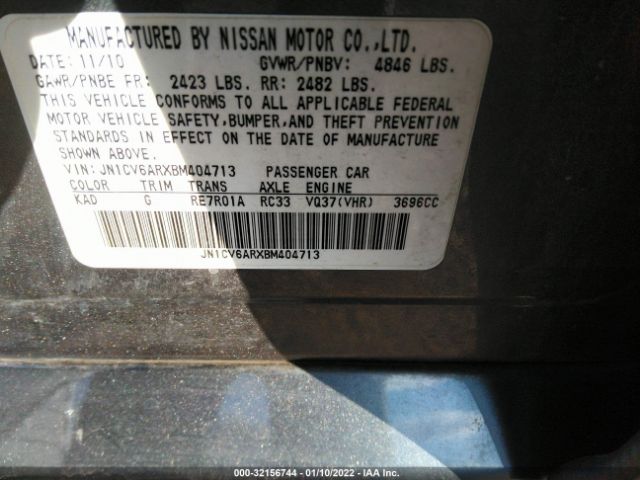 MANUFACTURED BY NISSAN MOTOR CO.,LTD.
DATE: 11/10 GVWR/PNBV: 4846 LBS.
GAWR/PNBE FR: 2423 LBS. RR: 2482 LBS.
THIS VEHICLE CONFORMS TO ALL APPLICABLE FEDERAL
MOTOR VEHICLE SAFETY, BUMPER, AND THEFT PREVENTION
STANDARDS IN EFFECT ON THE DATE OF MANUFACTURE
SHOWN ABOVE.
VIN: JN1CV6ARXBM404713 PASSENGER CAR
COLOR TRIM TRANS AXLE ENGINE
KAD G RE7R01A RC33 VQ37(VHR) 3696CC
JN1CV6ARXBM404713
000-32156744 - 01/10/2022 - IAA Inc.